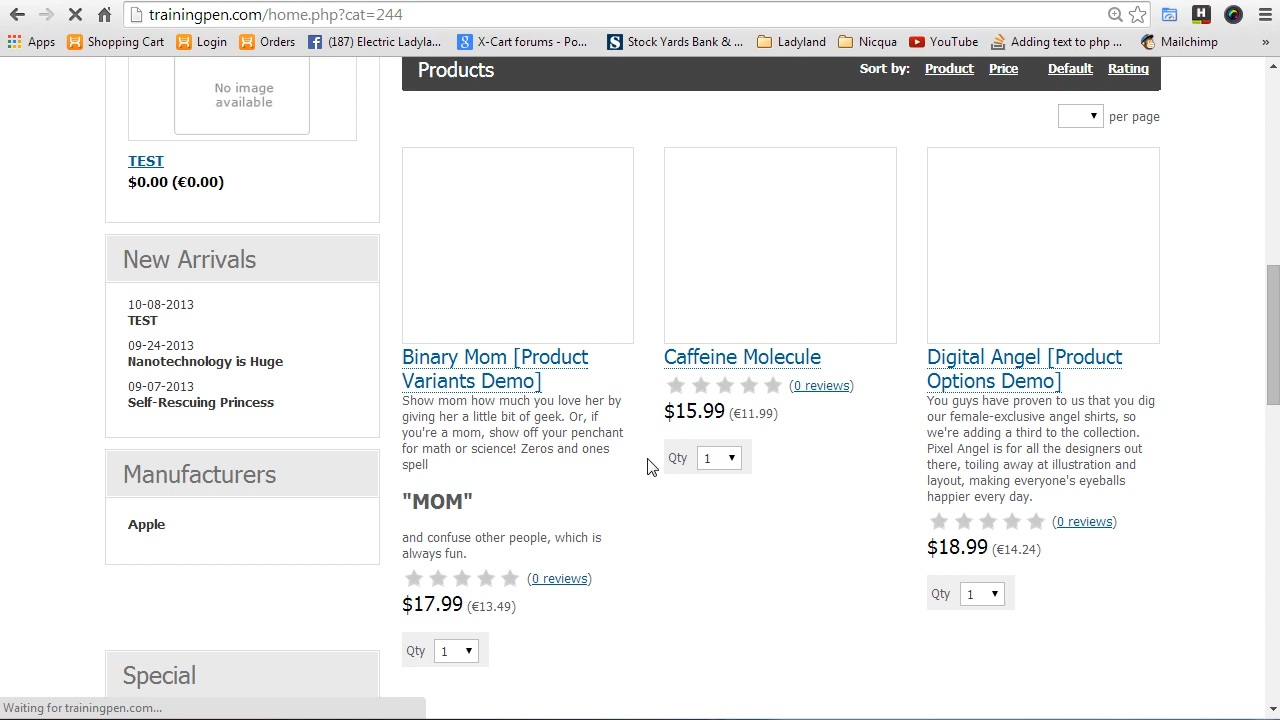 trainingpen.com/home.php?cat=244
Apps Shopping Cart Login Orders (187) Electric Ladyla... X-Cart forums - Po... Stock Yards Bank & ... Ladyland Nicqua YouTube Adding text to php ... Mailchimp »
No image
available
TEST
$0.00 (€0.00)
New Arrivals
10-08-2013
TEST
09-24-2013
Nanotechnology is Huge
09-07-2013
Self-Rescuing Princess
Manufacturers
Apple
Special
Products
Sort by: Product Price Default Rating
per page
Binary Mom [Product
Variants Demo]
Show mom how much you love her by
giving her a little bit of geek. Or, if
you're a mom, show off your penchant
for math or science! Zeros and ones
spell
"MOM"
and confuse other people, which is
always fun.
(0 reviews)
$17.99 (€13.49)
Qty 1
Caffeine Molecule
(0 reviews)
$15.99 (€11.99)
Qty 1
Digital Angel [Product
Options Demo]
You guys have proven to us that you dig
our female-exclusive angel shirts, so
we're adding a third to the collection.
Pixel Angel is for all the designers out
there, toiling away at illustration and
layout, making everyone's eyeballs
happier every day.
(0 reviews)
$18.99 (€14.24)
Qty 1
Waiting for trainingpen.com...